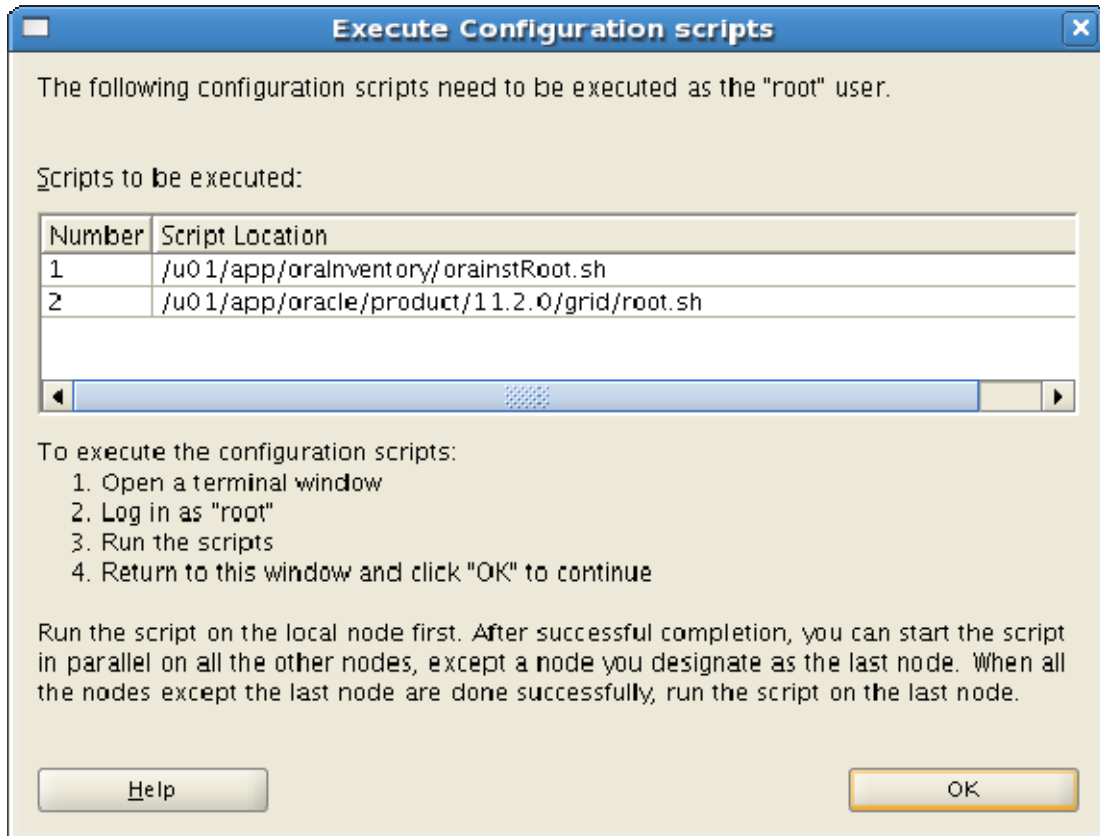 Execute Configuration scripts
The following configuration scripts need to be executed as the "root" user.
Scripts to be executed:
Number Script Location
1 /u01/app/oraInventory/orainstRoot.sh
2 /u01/app/oracle/product/11.2.0/grid/root.sh
To execute the configuration scripts:
1. Open a terminal window
2. Log in as "root"
3. Run the scripts
4. Return to this window and click "OK" to continue
Run the script on the local node first. After successful completion, you can start the script
in parallel on all the other nodes, except a node you designate as the last node. When all
the nodes except the last node are done successfully, run the script on the last node.
Help OK